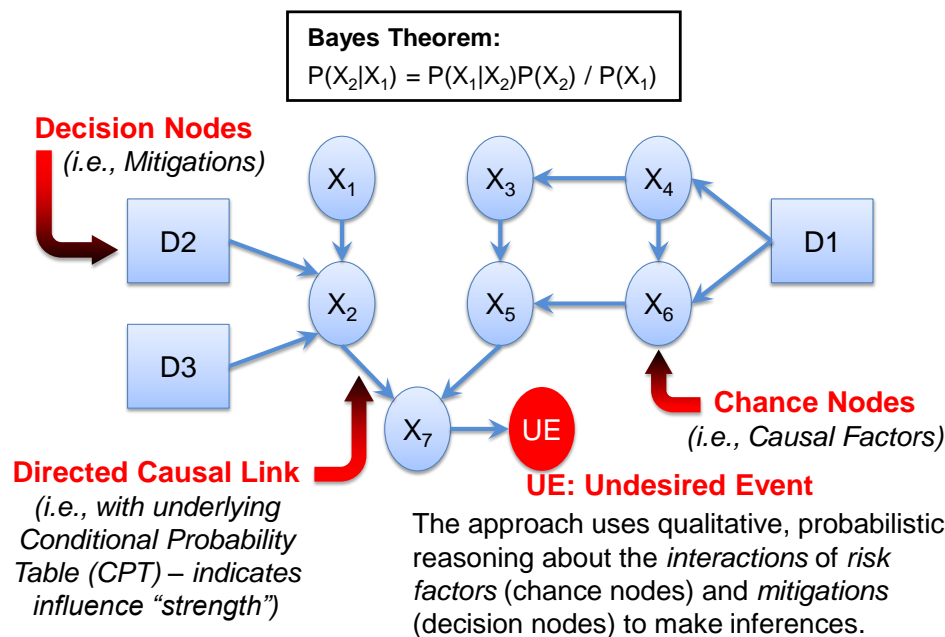 Bayes Theorem:
P(X₂|X₁) = P(X₁|X₂)P(X₂) / P(X₁)
Decision Nodes
(i.e., Mitigations)
X₁
X₃
X₄
D2
D1
X₂
X₅
X₆
D3
X₇
UE
Chance Nodes
(i.e., Causal Factors)
Directed Causal Link
(i.e., with underlying
Conditional Probability
Table (CPT) – indicates
influence “strength”)
UE: Undesired Event
The approach uses qualitative, probabilistic
reasoning about the interactions of risk
factors (chance nodes) and mitigations
(decision nodes) to make inferences.